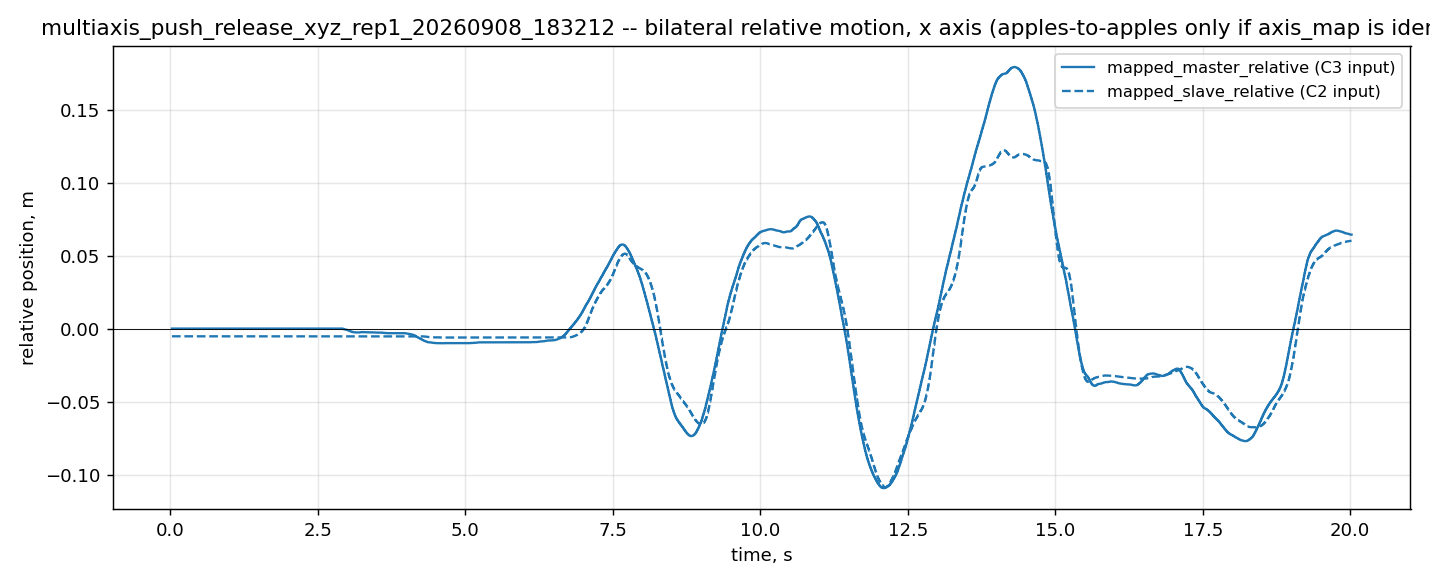 multiaxis_push_release_xyz_rep1_20260908_183212 -- bilateral relative motion, x axis (apples-to-apples only if axis_map is iden
mapped_master_relative (C3 input)
mapped_slave_relative (C2 input)
relative position, m
0.15
0.10
0.05
0.00
−0.05
−0.10
0.0 2.5 5.0 7.5 10.0 12.5 15.0 17.5 20.0
time, s